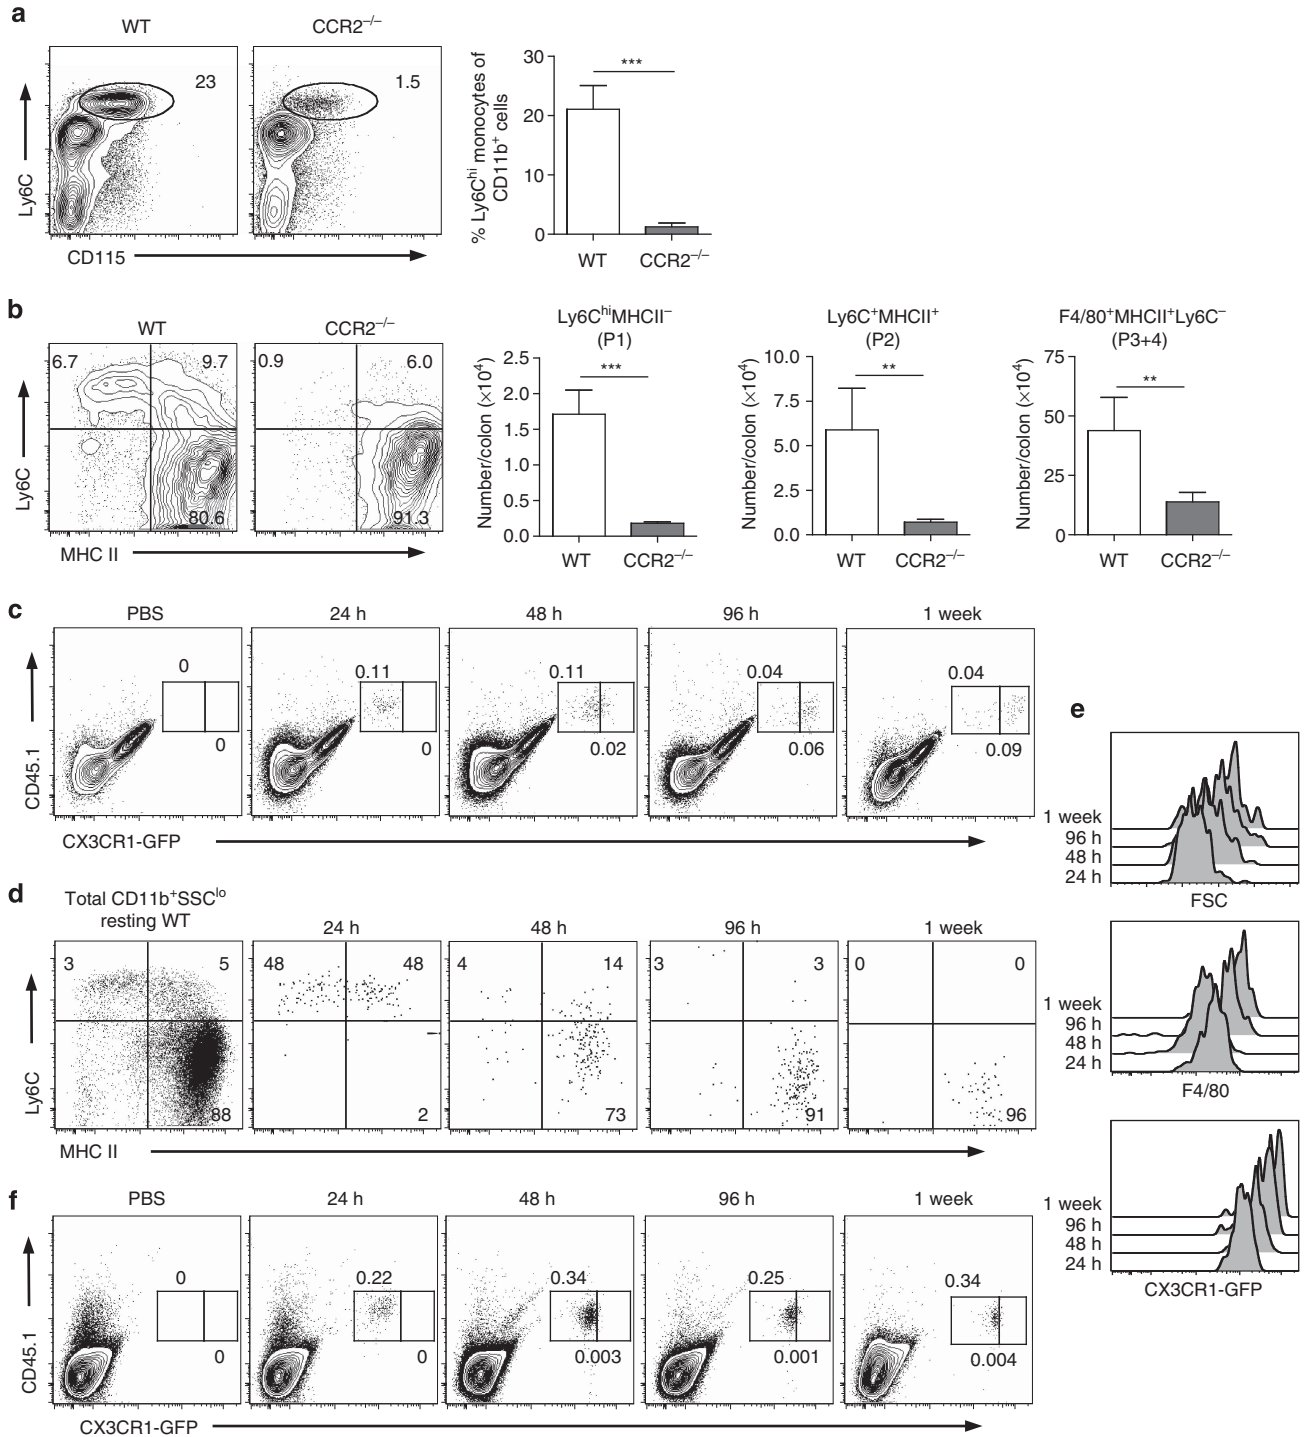 a
WT
CCR2–/–
23
1.5
Ly6C
CD115
% Ly6Chi monocytes of
CD11b+ cells
30
20
10
0
***
WT
CCR2–/–
b
WT
CCR2–/–
6.7
9.7
80.6
0.9
6.0
91.3
Ly6C
MHC II
Ly6ChiMHCII–
(P1)
Number/colon (×10⁴)
2.5
2.0
1.5
1.0
0.5
0.0
***
WT
CCR2–/–
Ly6C+MHCII+
(P2)
Number/colon (×10⁴)
10.0
7.5
5.0
2.5
0.0
**
WT
CCR2–/–
F4/80+MHCII+Ly6C–
(P3+4)
Number/colon (×10⁴)
75
50
25
0
**
WT
CCR2–/–
c
PBS
24 h
48 h
96 h
1 week
0
0
0.11
0
0.11
0.02
0.04
0.06
0.04
0.09
CD45.1
CX3CR1-GFP
d
Total CD11b+SSClo
resting WT
24 h
48 h
96 h
1 week
3
5
88
48
48
2
4
14
73
3
3
91
0
0
96
Ly6C
MHC II
e
1 week
96 h
48 h
24 h
FSC
1 week
96 h
48 h
24 h
F4/80
1 week
96 h
48 h
24 h
CX3CR1-GFP
f
PBS
24 h
48 h
96 h
1 week
0
0
0.22
0
0.34
0.003
0.25
0.001
0.34
0.004
CD45.1
CX3CR1-GFP